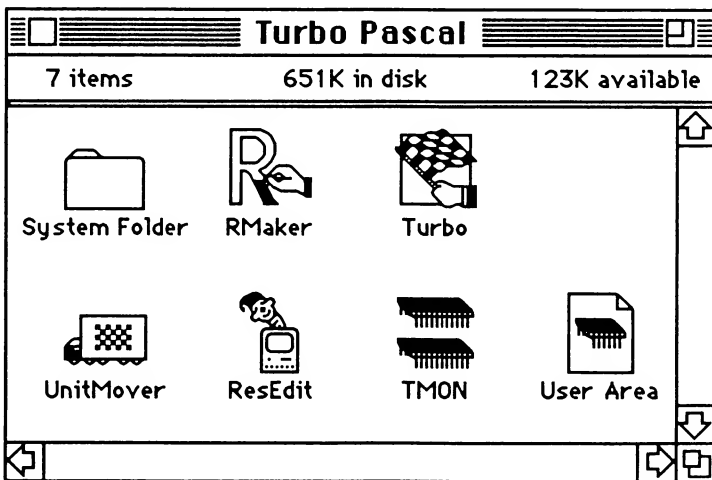 Turbo Pascal
7 items 651K in disk 123K available
System Folder RMaker Turbo
UnitMover ResEdit TMON User Area